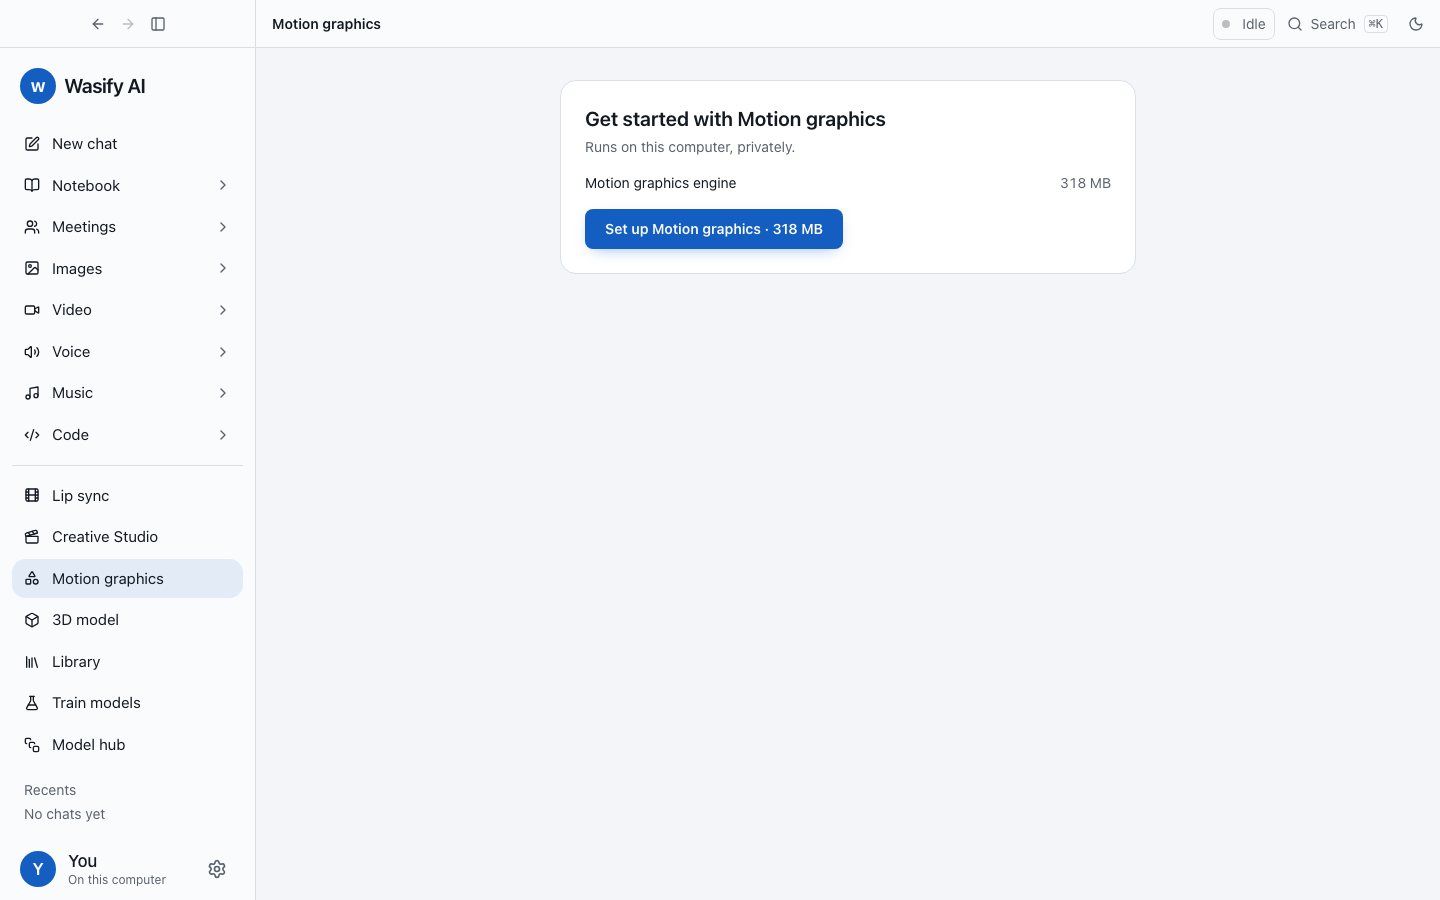 Motion graphics
Idle
Search
⌘K
W
Wasify AI
New chat
Notebook
Meetings
Images
Video
Voice
Music
Code
Lip sync
Creative Studio
Motion graphics
3D model
Library
Train models
Model hub
Recents
No chats yet
Y
You
On this computer
Get started with Motion graphics
Runs on this computer, privately.
Motion graphics engine 318 MB
Set up Motion graphics · 318 MB